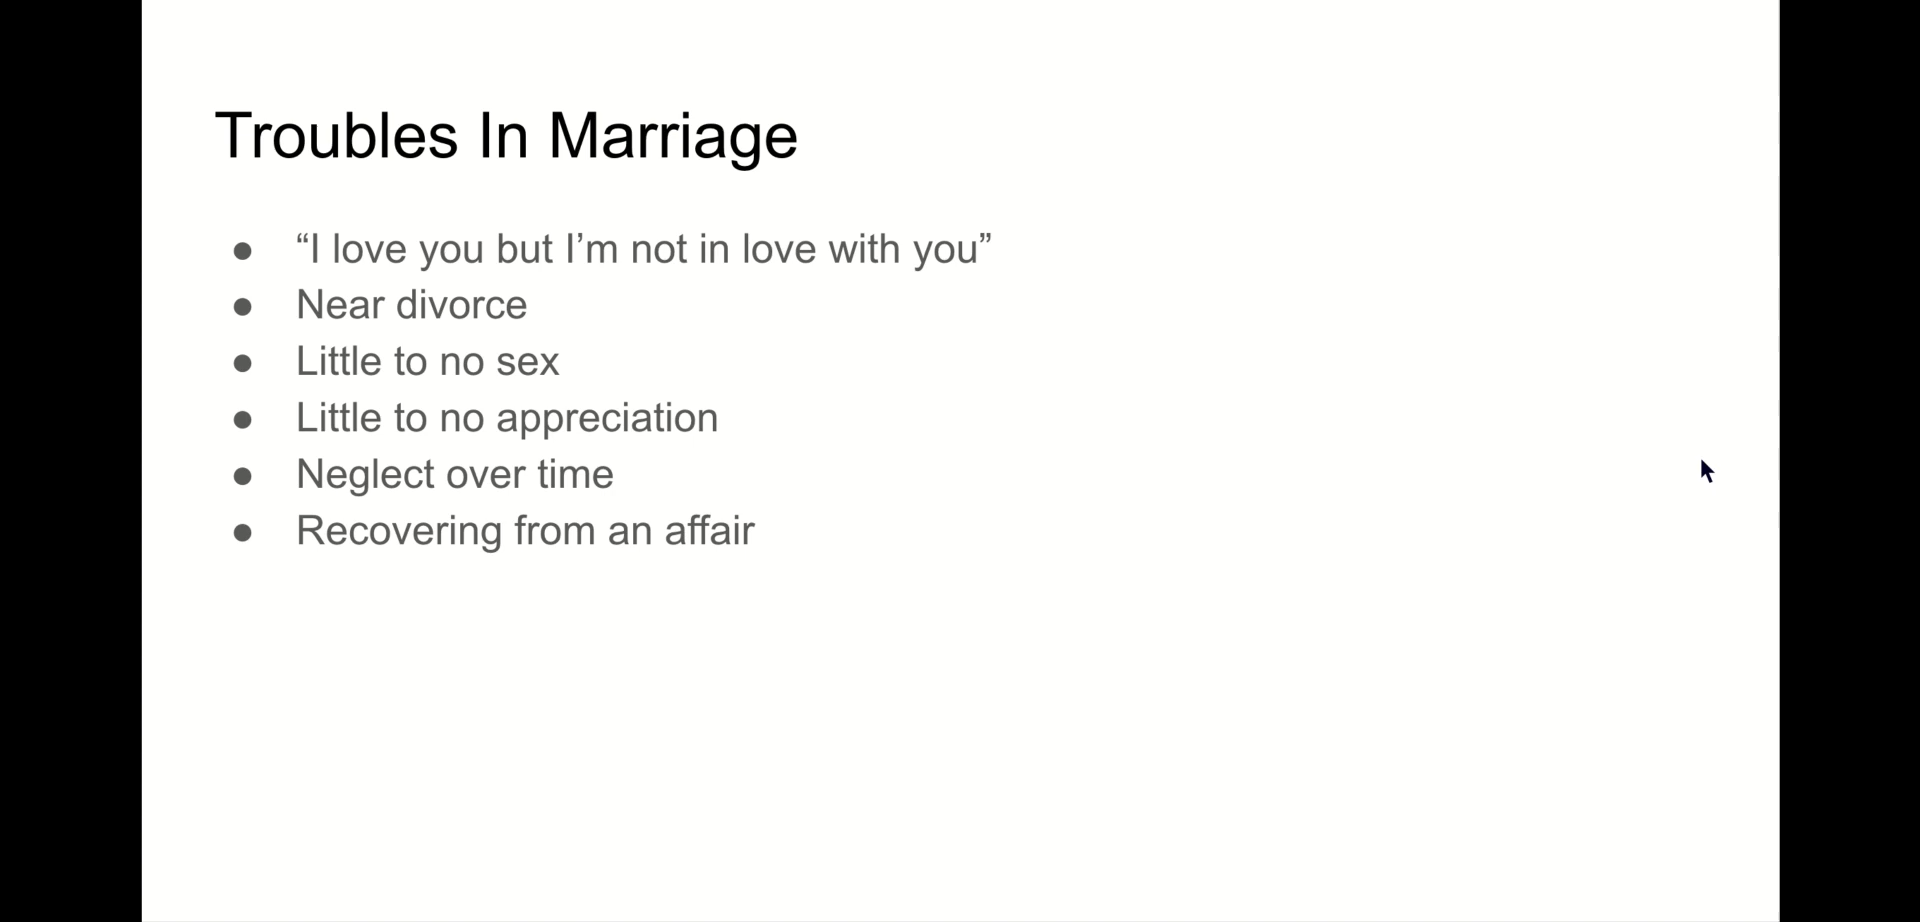 Troubles In Marriage
● “I love you but I’m not in love with you”
● Near divorce
● Little to no sex
● Little to no appreciation
● Neglect over time
● Recovering from an affair